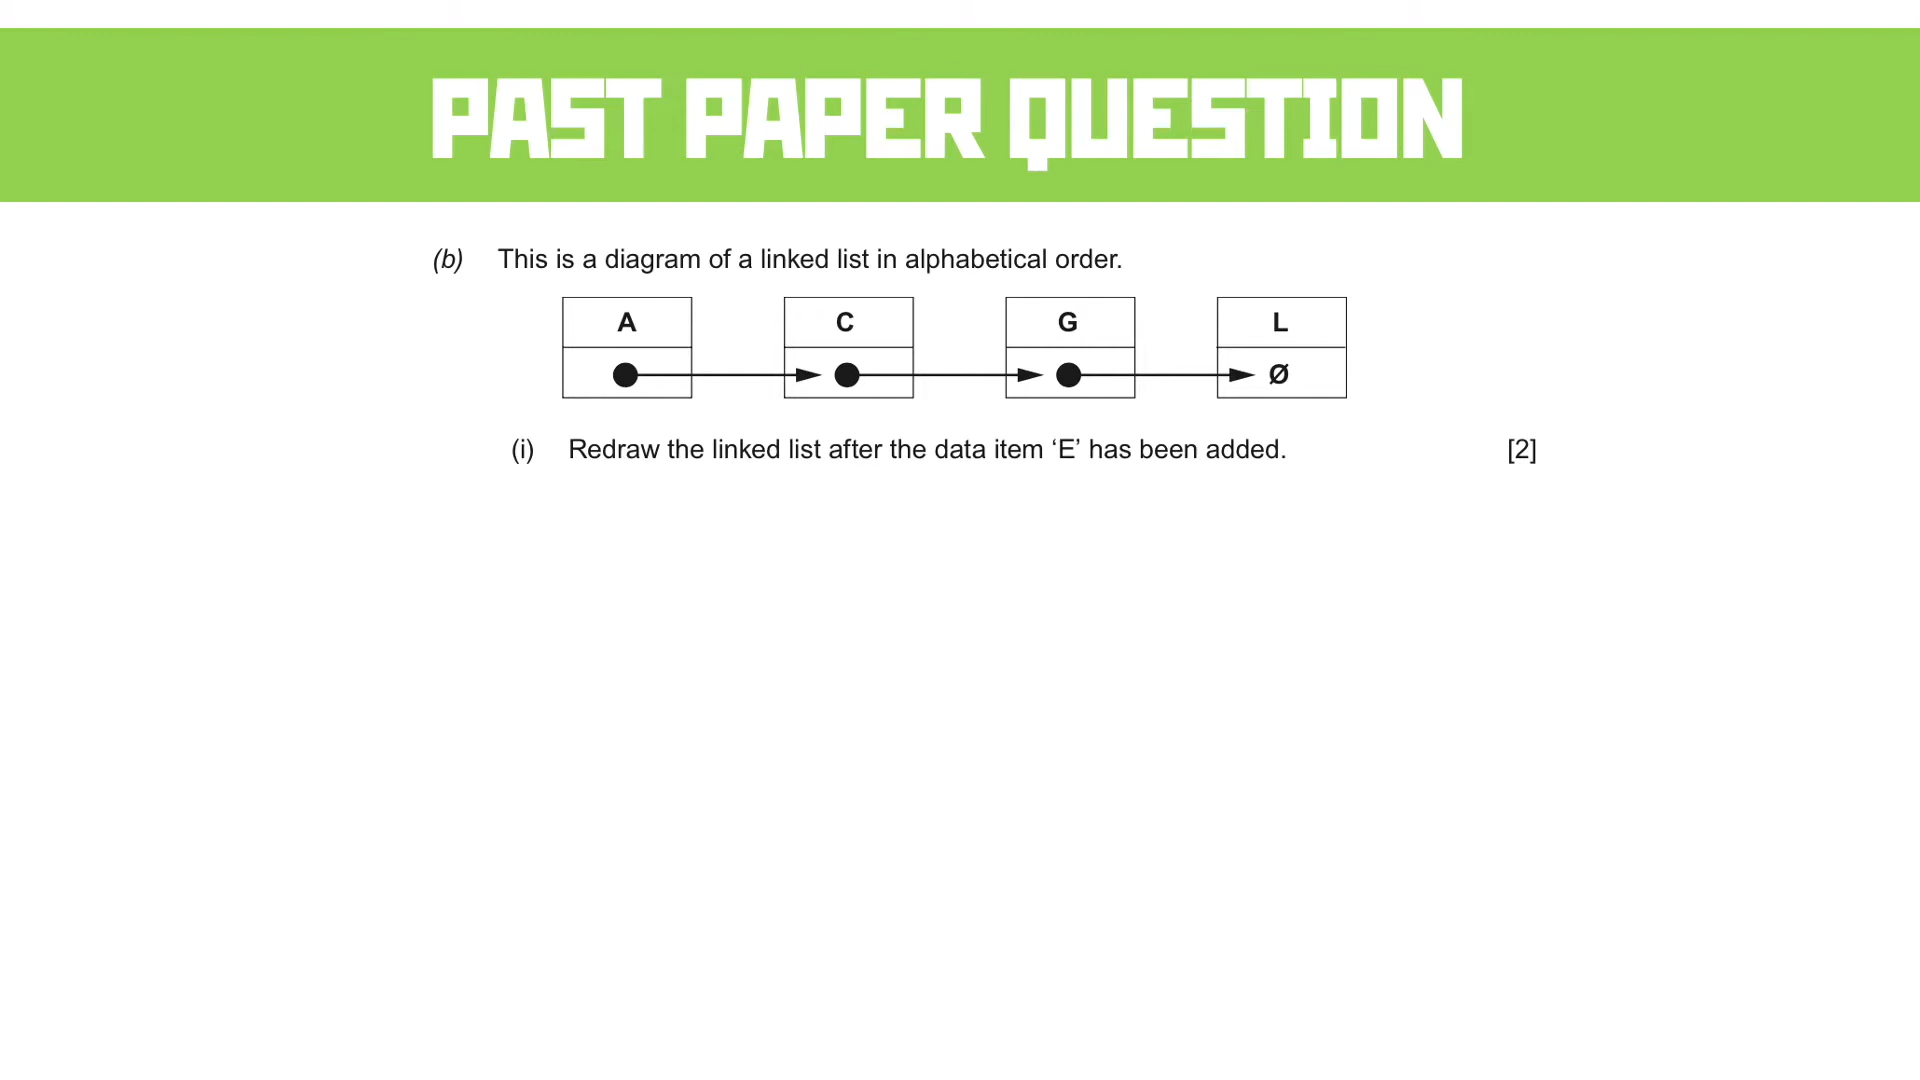 PAST PAPER QUESTION
(b) This is a diagram of a linked list in alphabetical order.
A C G L
Ø
(i) Redraw the linked list after the data item ‘E’ has been added. [2]